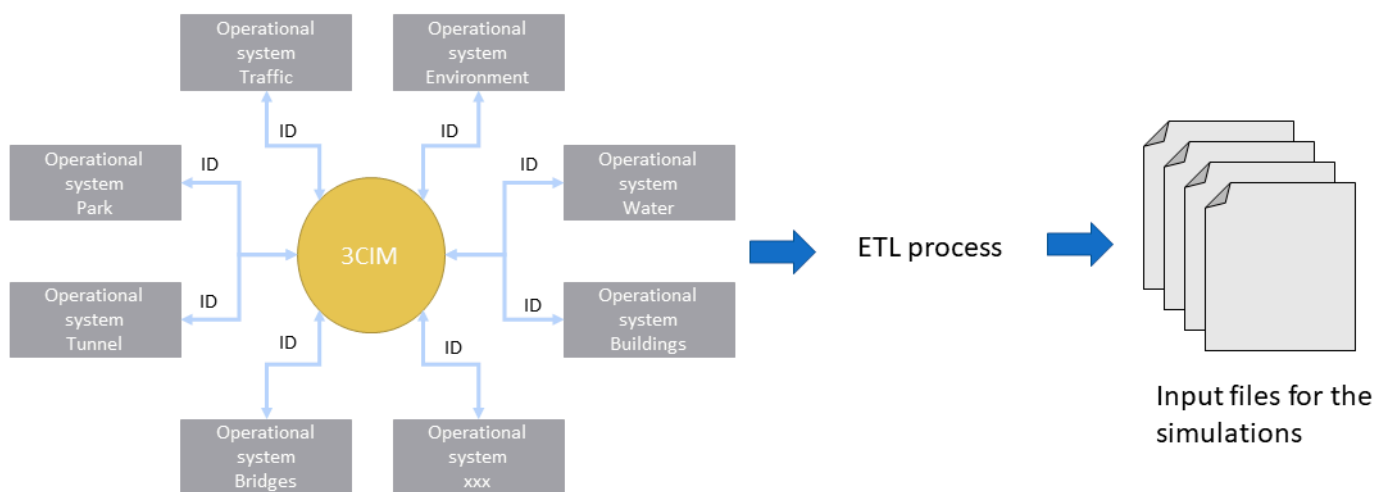 Operational
system
Traffic
Operational
system
Environment
ID
ID
Operational
system
Park
ID
ID
Operational
system
Water
3CIM
ETL process
Operational
system
Tunnel
ID
ID
Operational
system
Buildings
ID
ID
Operational
system
Bridges
Operational
system
xxx
Input files for the
simulations